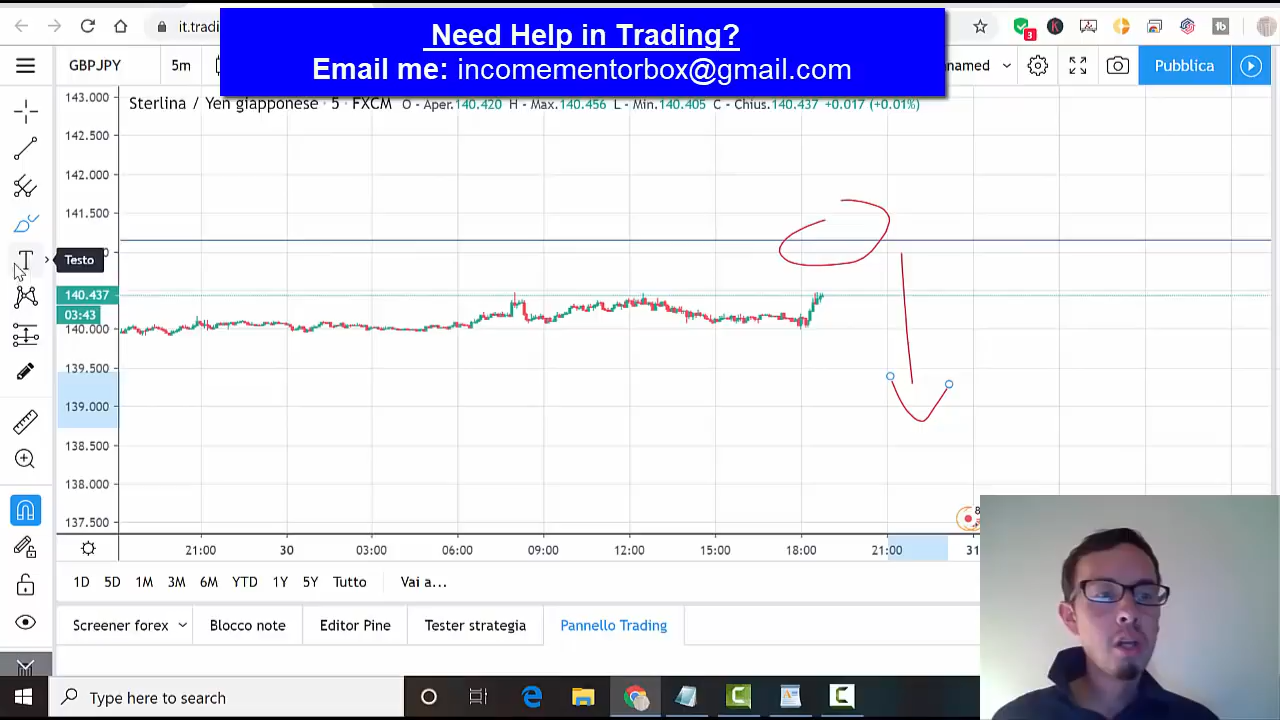 Need Help in Trading?
Email me: incomementorbox@gmail.com
it.tradi
3
GBPJPY
5m
named
Pubblica
Sterlina / Yen giapponese · 5 · FXCM O - Aper.140.420 H - Max.140.456 L - Min.140.405 C - Chius.140.437 +0.017 (+0.01%)
143.000
142.500
142.000
141.500
Testo
140.437
03:43
140.000
139.500
139.000
138.500
138.000
137.500
21:00 30 03:00 06:00 09:00 12:00 15:00 18:00 21:00 31
1D 5D 1M 3M 6M YTD 1Y 5Y Tutto Vai a...
Screener forex Blocco note Editor Pine Tester strategia Pannello Trading
Type here to search